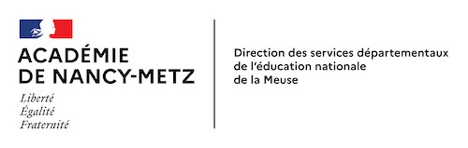 ACADÉMIE
DE NANCY-METZ
Liberté
Égalité
Fraternité
Direction des services départementaux
de l'éducation nationale
de la Meuse